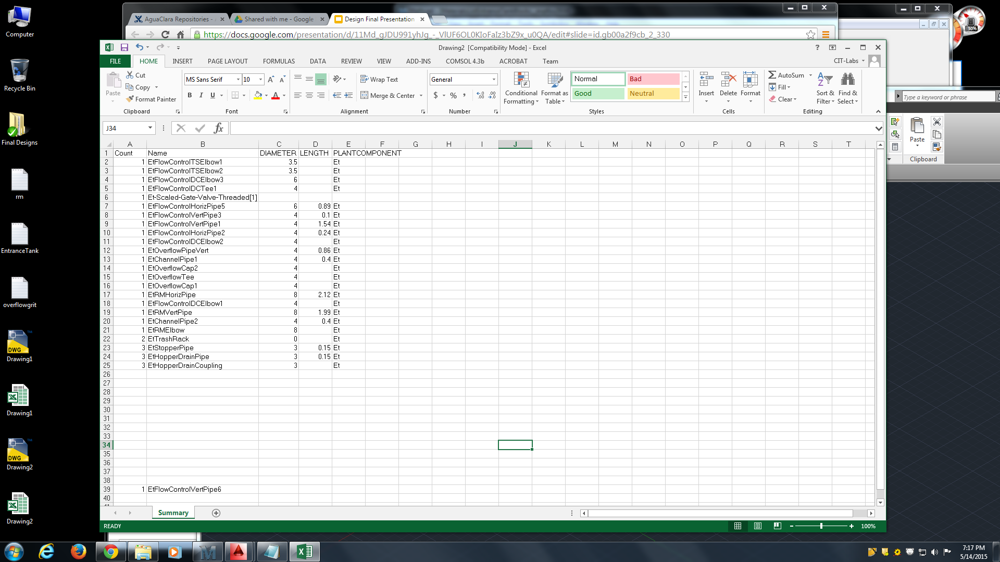 Computer
Recycle Bin
Final Designs
rm
EntranceTank
overflowgrit
DWG
Drawing1
Drawing1
DWG
Drawing2
Drawing2
AguaClara Repositories -
Shared with me - Google
Design Final Presentation
https://docs.google.com/presentation/d/11Md_gJDU991yhJg_-_VlUF6OL0KIoFaIz3bZ9x_u0QA/edit#slide=id.gb00a2f9cb_2_330
30%
Type a keyword or phrase
Paste
Clipboard
Drawing2 [Compatibility Mode] - Excel
FILE HOME INSERT PAGE LAYOUT FORMULAS DATA REVIEW VIEW ADD-INS COMSOL 4.3b ACROBAT Team
CIT-Labs
Paste
Cut
Copy
Format Painter
Clipboard
MS Sans Serif 10
B I U
Font
Wrap Text
Merge & Center
Alignment
General
$ % ,
Number
Conditional Formatting
Format as Table
Normal Bad
Good Neutral
Styles
Insert Delete Format
Cells
AutoSum
Fill
Clear
Sort & Filter
Find & Select
Editing
J34
fx
A B C D E F G H I J K L M N O P Q R S T
1 Count Name DIAMETER LENGTH PLANTCOMPONENT
2 1 EtFlowControlTSElbow1 3.5 Et
3 1 EtFlowControlTSElbow2 3.5 Et
4 1 EtFlowControlDCElbow3 6 Et
5 1 EtFlowControlDCTee1 4 Et
6 1 Et-Scaled-Gate-Valve-Threaded[1]
7 1 EtFlowControlHorizPipe5 6 0.89 Et
8 1 EtFlowControlVertPipe3 4 0.1 Et
9 1 EtFlowControlVertPipe1 4 1.54 Et
10 1 EtFlowControlHorizPipe2 4 0.24 Et
11 1 EtFlowControlDCElbow2 4 Et
12 1 EtOverflowPipeVert 4 0.86 Et
13 1 EtChannelPipe1 4 0.4 Et
14 1 EtOverflowCap2 4 Et
15 1 EtOverflowTee 4 Et
16 1 EtOverflowCap1 4 Et
17 1 EtRMHorizPipe 8 2.12 Et
18 1 EtFlowControlDCElbow1 4 Et
19 1 EtRMVertPipe 8 1.99 Et
20 1 EtChannelPipe2 4 0.4 Et
21 1 EtRMElbow 8 Et
22 2 EtTrashRack 0 Et
23 3 EtStopperPipe 3 0.15 Et
24 3 EtHopperDrainPipe 3 0.15 Et
25 3 EtHopperDrainCoupling 3 Et
26
27
28
29
30
31
32
33
34
35
36
37
38
39 1 EtFlowControlVertPipe6
40
Summary
READY
100%
7:17 PM
5/14/2015